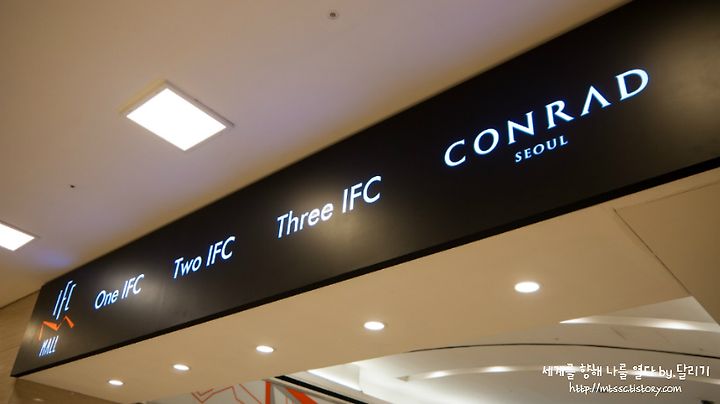 IFC
MALL
One IFC
Two IFC
Three IFC
CONRAD
SEOUL
세계를 향해 나를 열다 by.달리기
http://mtssc.tistory.com